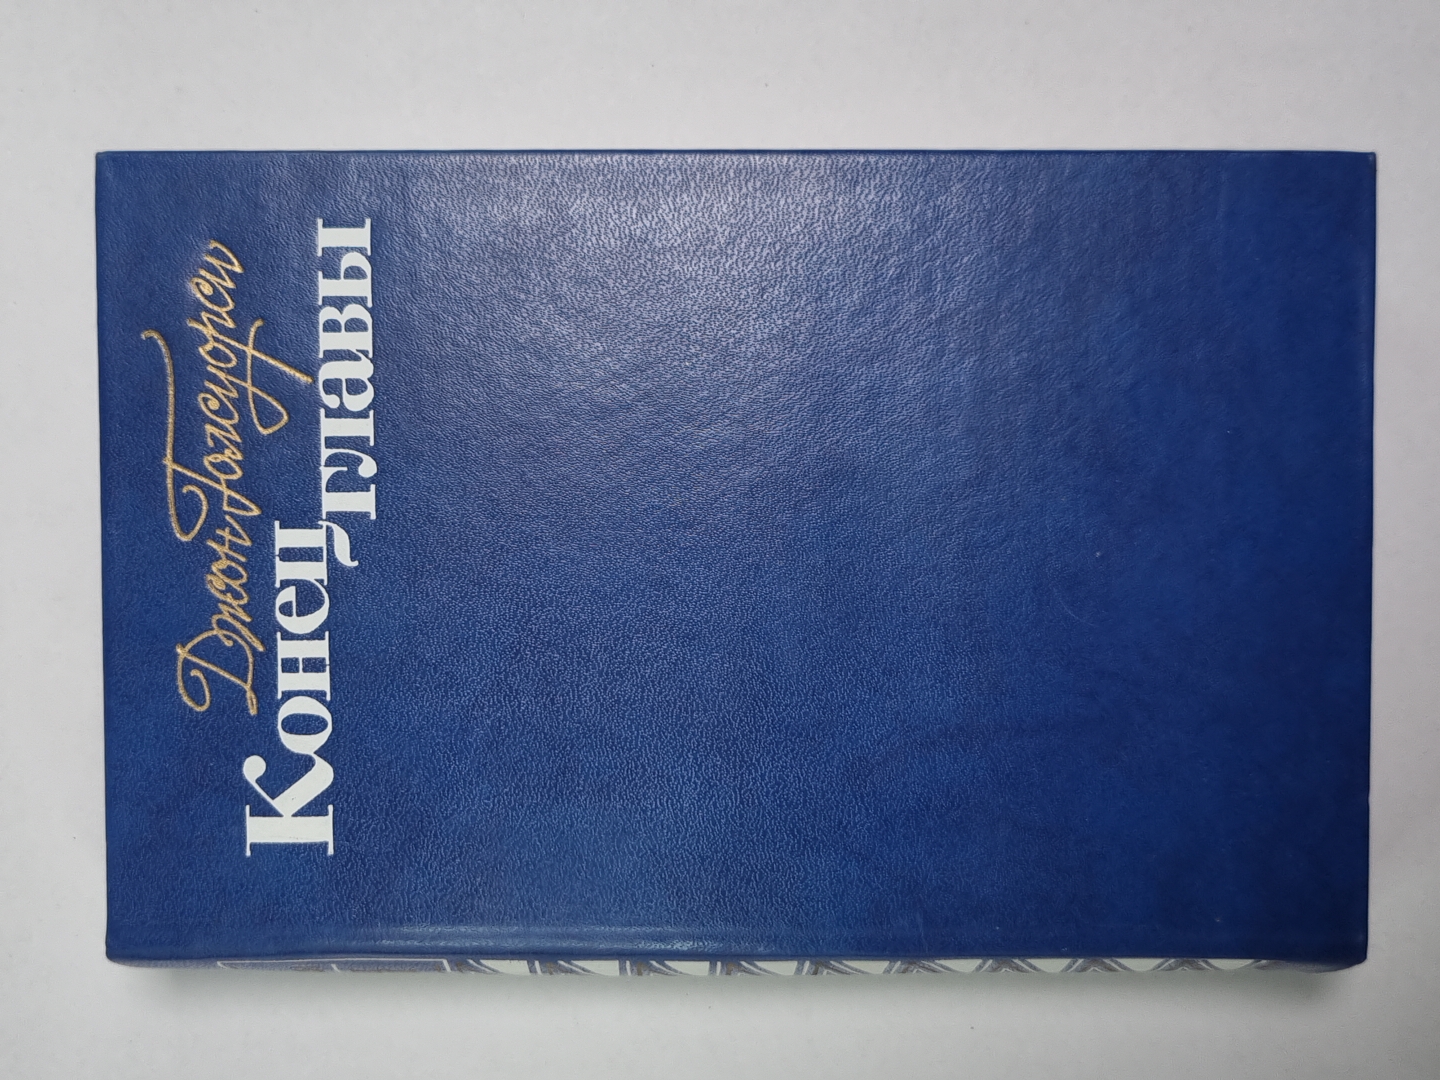 Джон Голсуорси
Конец
главы